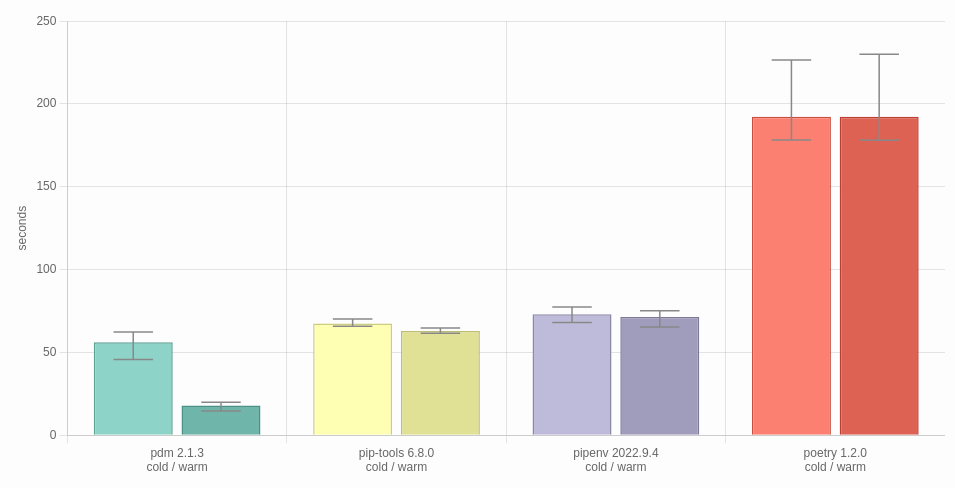 250
200
150
100
50
0
seconds
pdm 2.1.3
cold / warm
pip-tools 6.8.0
cold / warm
pipenv 2022.9.4
cold / warm
poetry 1.2.0
cold / warm